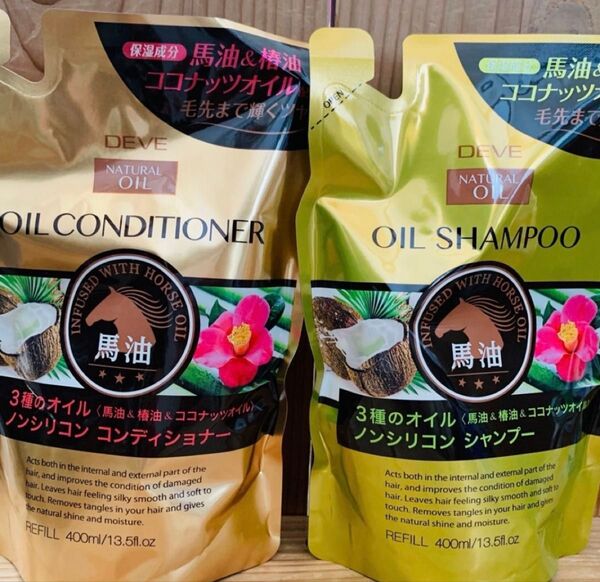 保湿成分
馬油&椿油
ココナッツオイル
毛先まで輝くツヤ
DEVE
NATURAL
OIL
OIL CONDITIONER
INFUSED WITH HORSE OIL
馬油
3種のオイル〈馬油&椿油&ココナッツオイル〉
ノンシリコン コンディショナー
Acts both in the internal and external part of the
hair, and improves the condition of damaged
hair. Leaves hair feeling silky smooth and soft to
touch. Removes tangles in your hair and gives
the natural shine and moisture.
REFILL 400ml/13.5fl.oz
OPEN
保湿成分
馬油&
ココナッツオ
毛先まで
DEVE
NATURAL
OIL
OIL SHAMPOO
INFUSED WITH HORSE OIL
馬油
3種のオイル〈馬油&椿油&ココナッツオイル
ノンシリコン シャンプー
Acts both in the internal and external part of the
hair, and improves the condition of damaged
hair. Leaves hair feeling silky smooth and soft to
touch. Removes tangles in your hair and gives
the natural shine and moisture.
REFILL 400ml/13.5fl.oz